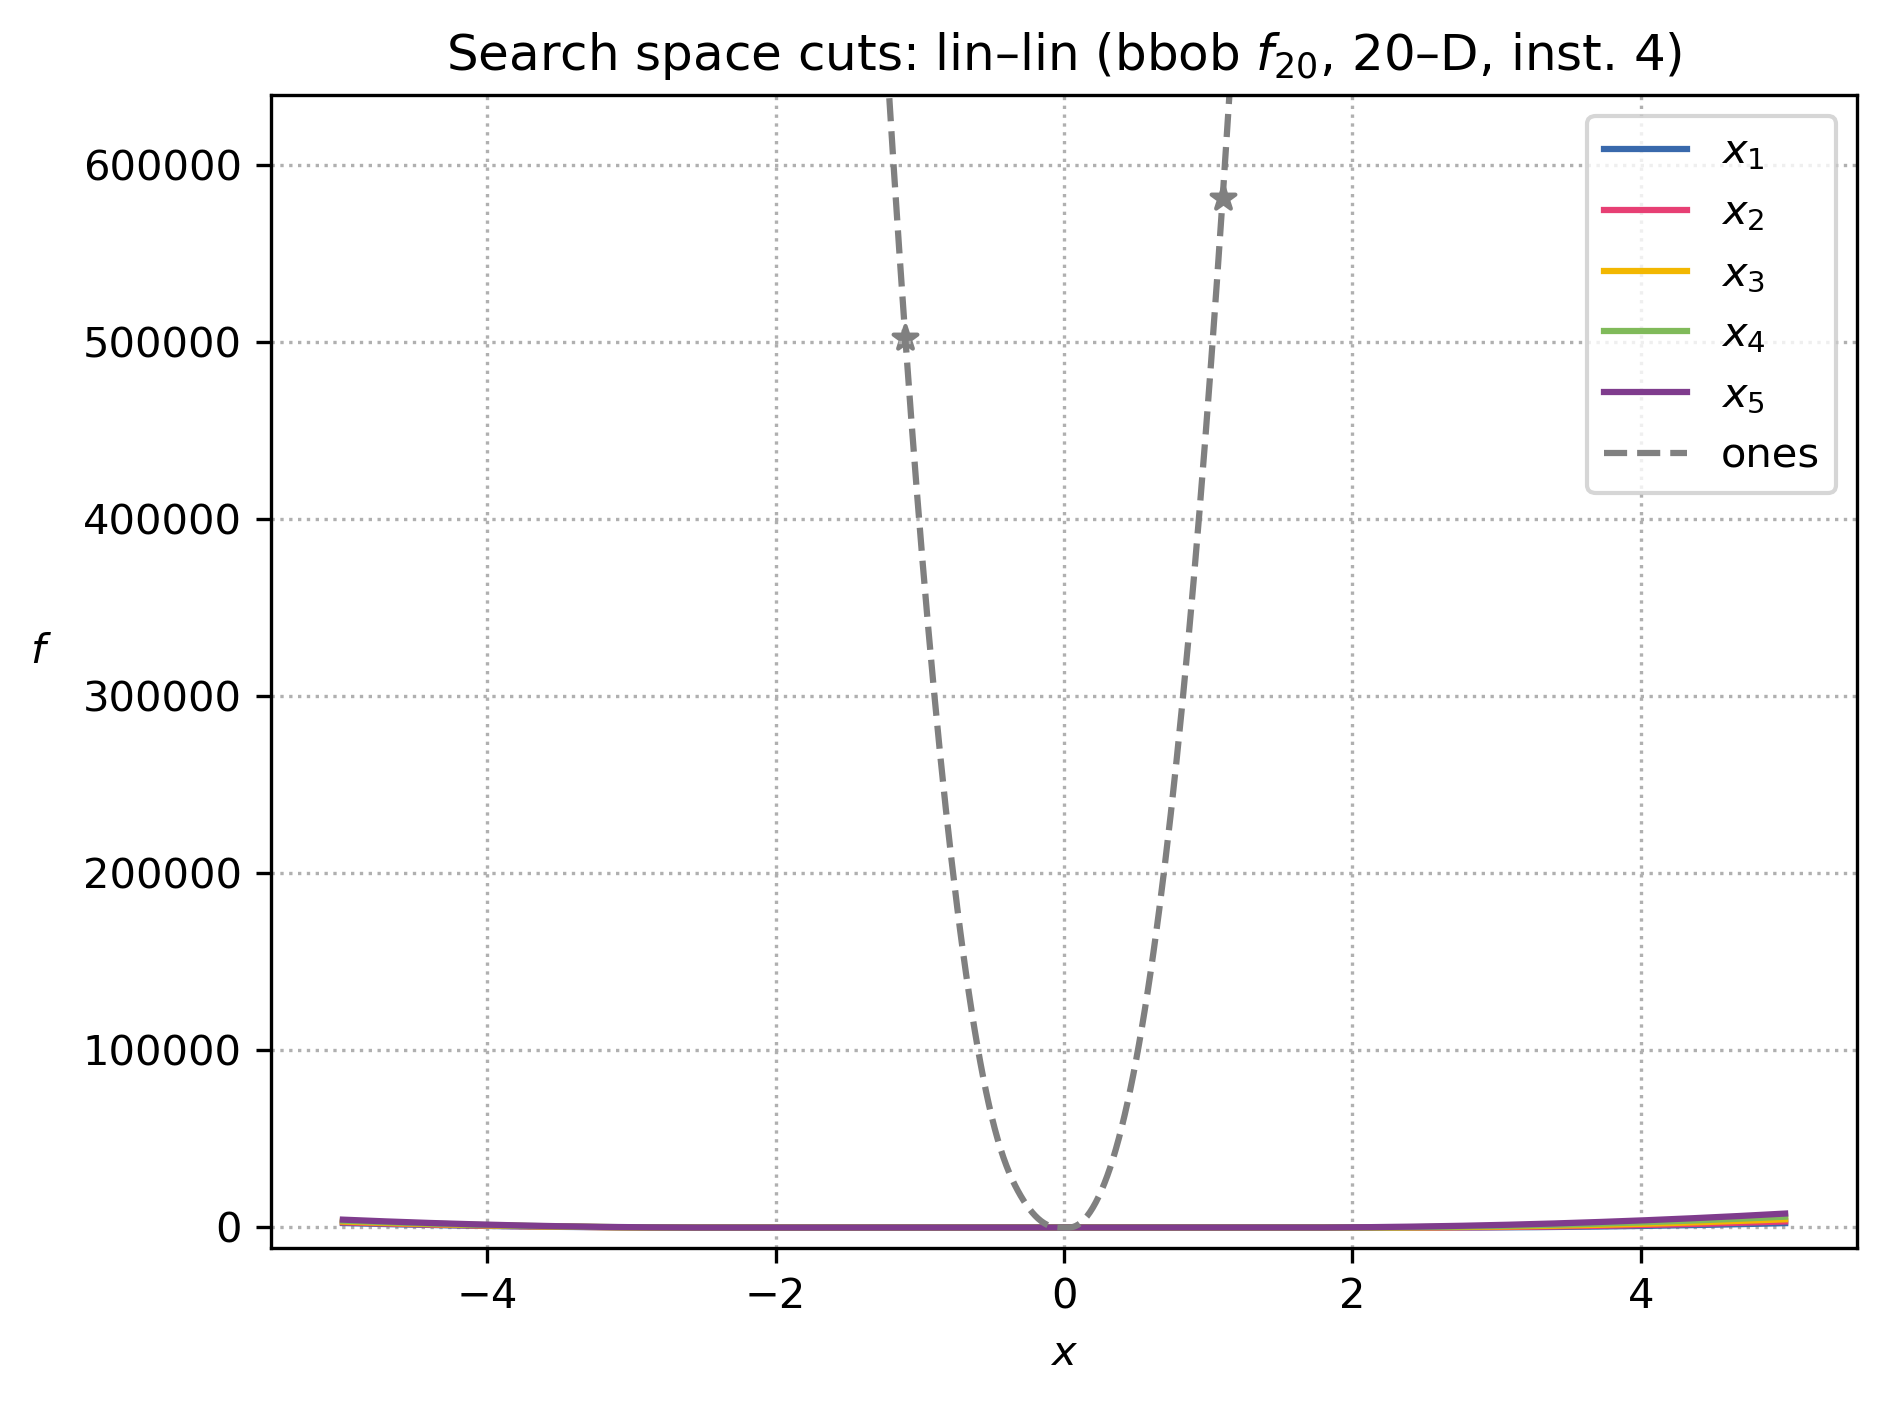 Search space cuts: lin–lin (bbob f20, 20–D, inst. 4)
600000
500000
400000
300000
200000
100000
0
f
−4
−2
0
2
4
x
x1
x2
x3
x4
x5
ones